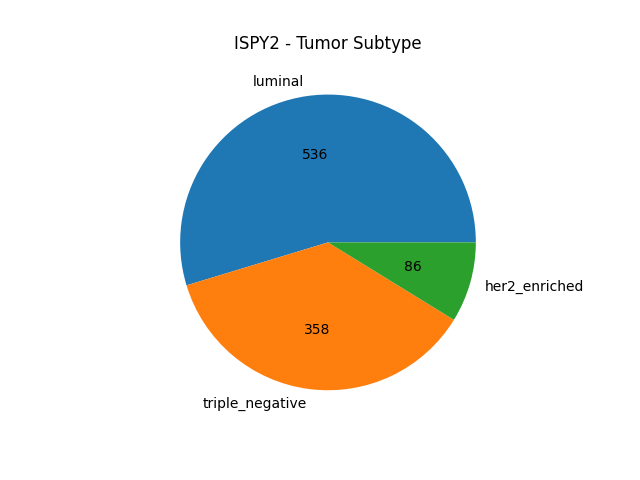 ISPY2 - Tumor Subtype
luminal
536
86
her2_enriched
358
triple_negative